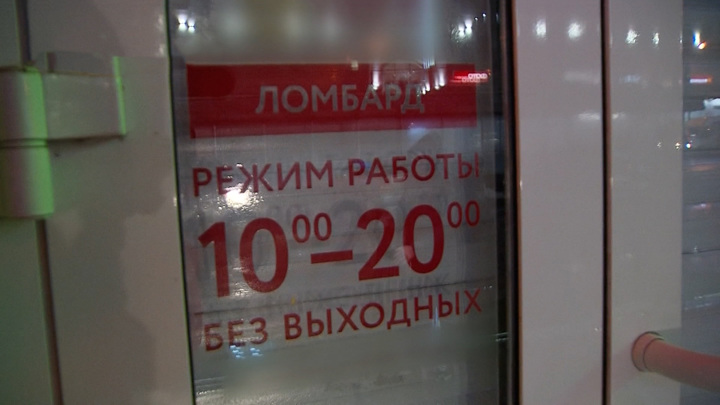 ЛОМБАРД
РЕЖИМ РАБОТЫ
10⁰⁰–20⁰⁰
БЕЗ ВЫХОДНЫХ